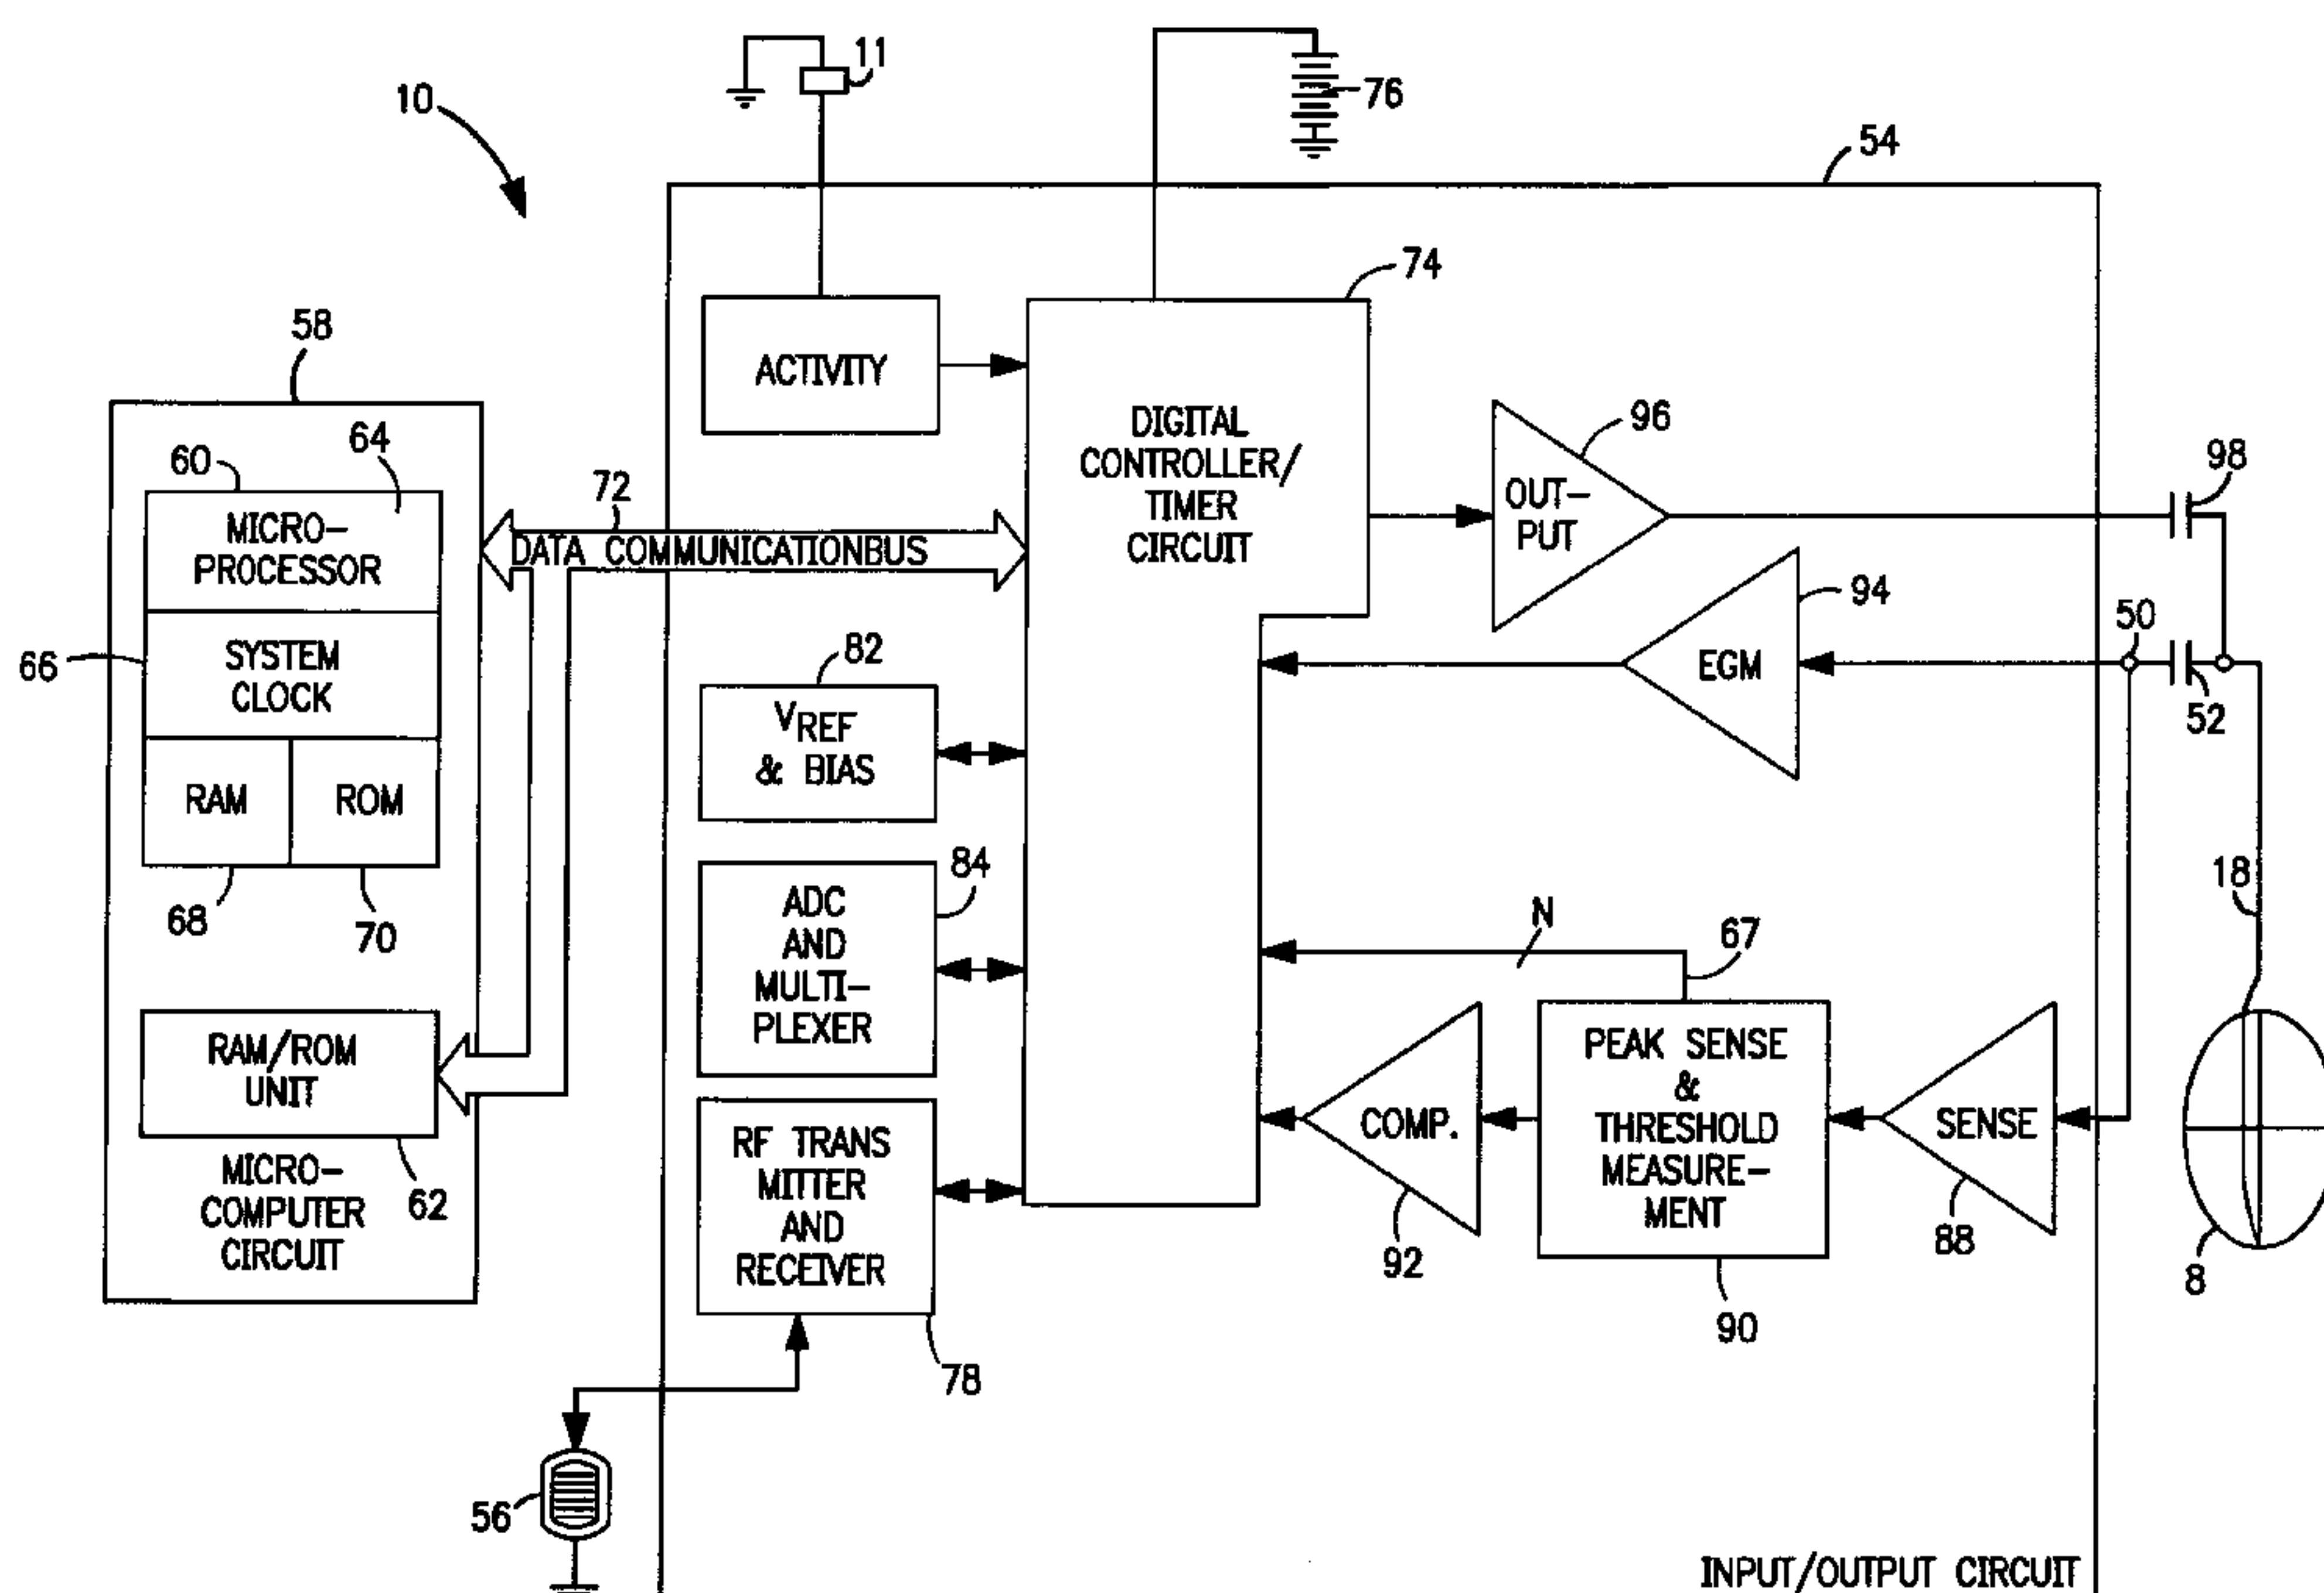 11
76
10
54
74
58
ACTIVITY
DIGITAL
CONTROLLER/
TIMER
CIRCUIT
96
64
60
72
98
MICRO-
PROCESSOR
OUT-
PUT
DATA COMMUNICATIONBUS
94
50
66
SYSTEM
CLOCK
82
EGM
52
VREF
& BIAS
RAM
ROM
84
18
68
70
ADC
AND
MULTI-
PLEXER
N
67
RAM/ROM
UNIT
PEAK SENSE
&
THRESHOLD
MEASURE-
MENT
COMP.
SENSE
RF TRANS
MITTER
AND
RECEIVER
62
MICRO-
COMPUTER
CIRCUIT
92
88
8
90
78
56
INPUT/OUTPUT CIRCUIT